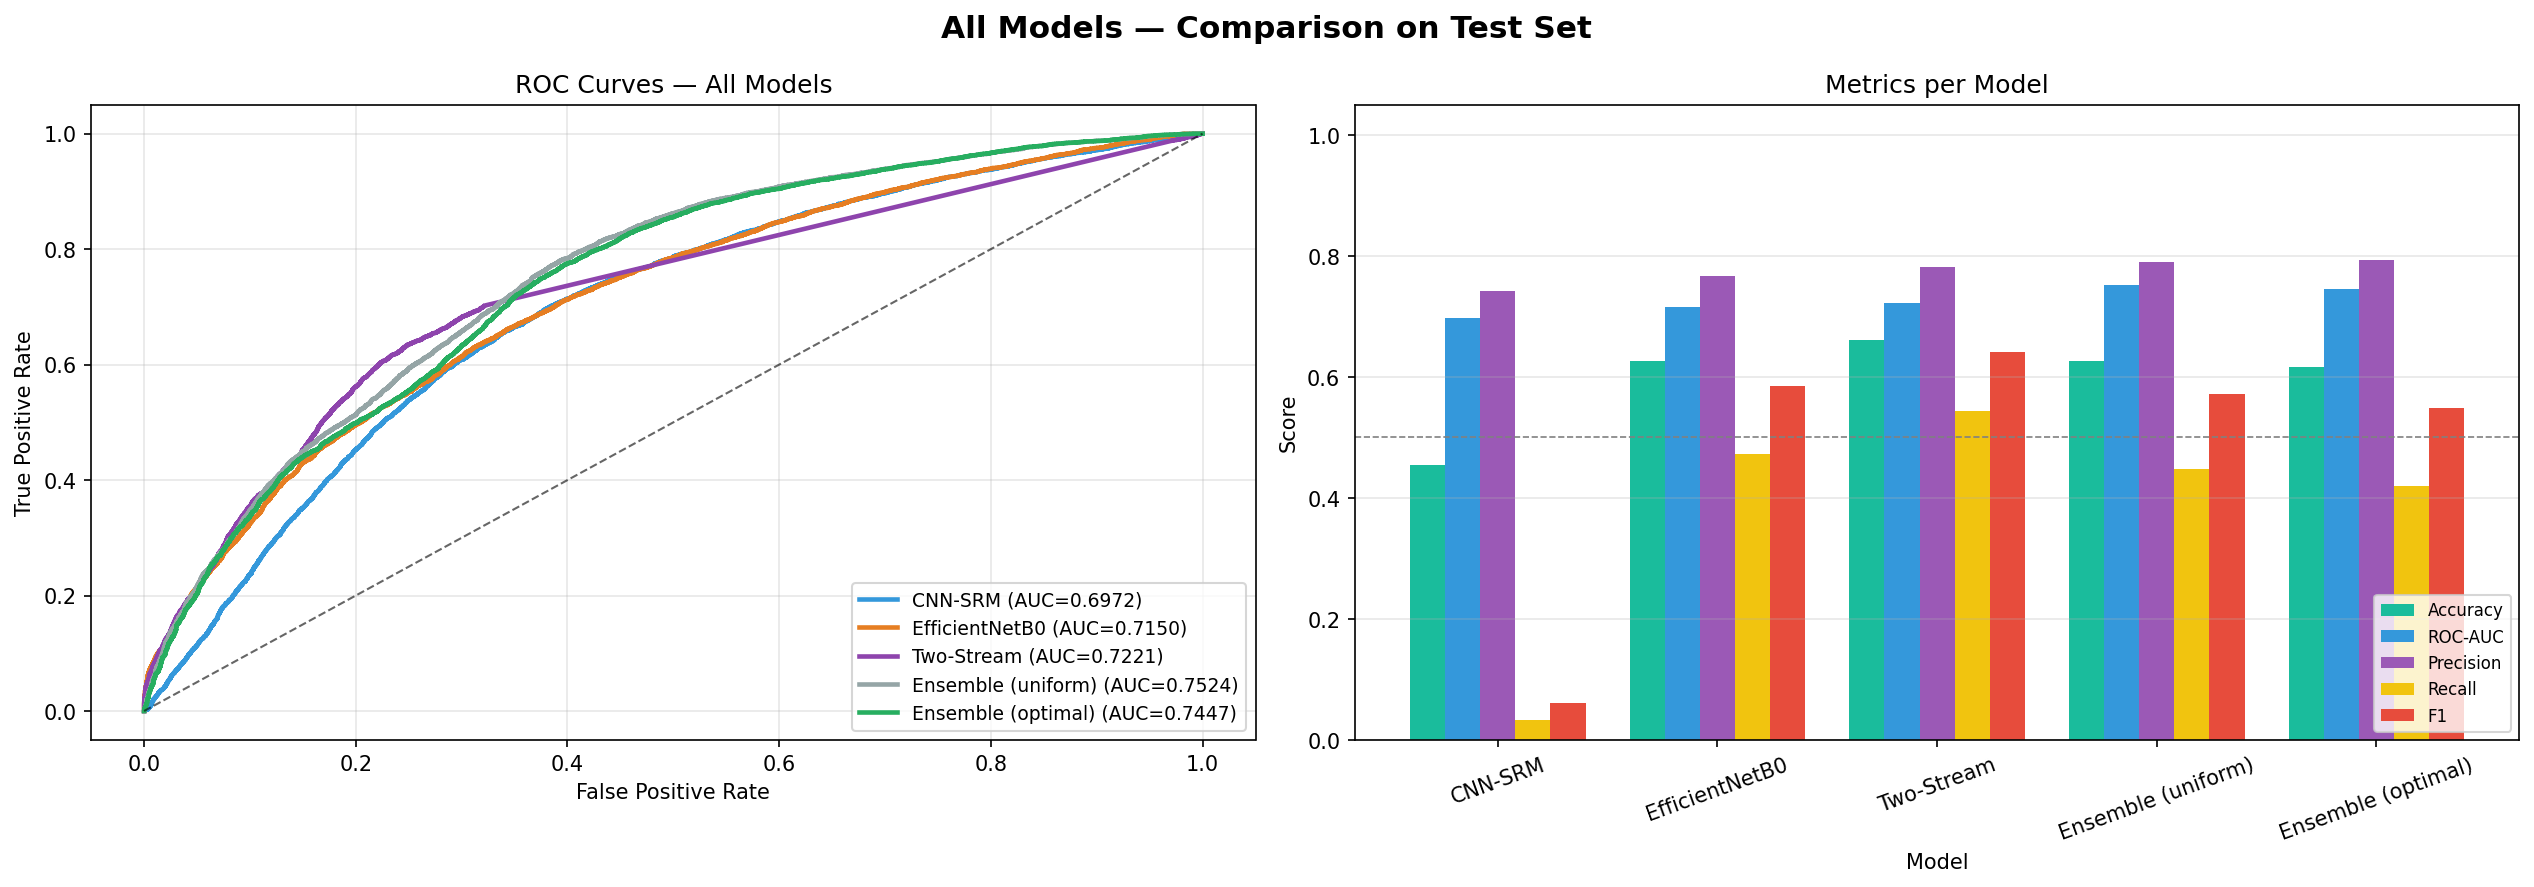 All Models — Comparison on Test Set
ROC Curves — All Models
1.0
0.8
0.6
0.4
0.2
0.0
True Positive Rate
0.0 0.2 0.4 0.6 0.8 1.0
False Positive Rate
CNN-SRM (AUC=0.6972)
EfficientNetB0 (AUC=0.7150)
Two-Stream (AUC=0.7221)
Ensemble (uniform) (AUC=0.7524)
Ensemble (optimal) (AUC=0.7447)
Metrics per Model
1.0
0.8
0.6
0.4
0.2
0.0
Score
Accuracy
ROC-AUC
Precision
Recall
F1
CNN-SRM
EfficientNetB0
Two-Stream
Ensemble (uniform)
Ensemble (optimal)
Model